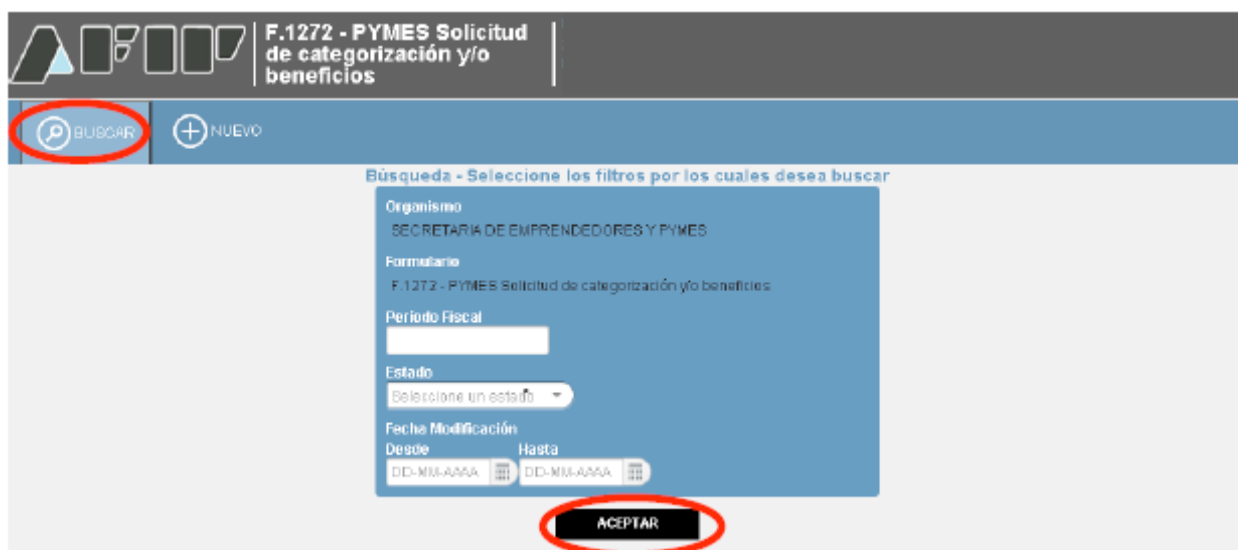 AFIP
F.1272 - PYMES Solicitud
de categorización y/o
beneficios
BUSCAR
NUEVO
Búsqueda - Seleccione los filtros por los cuales desea buscar
Organismo
SECRETARIA DE EMPRENDEDORES Y PYMES
Formulario
F.1272 - PYMES Solicitud de categorización y/o beneficios
Período Fiscal
Estado
Seleccione un estado
Fecha Modificación
Desde Hasta
DD-MM-AAAA DD-MM-AAAA
ACEPTAR